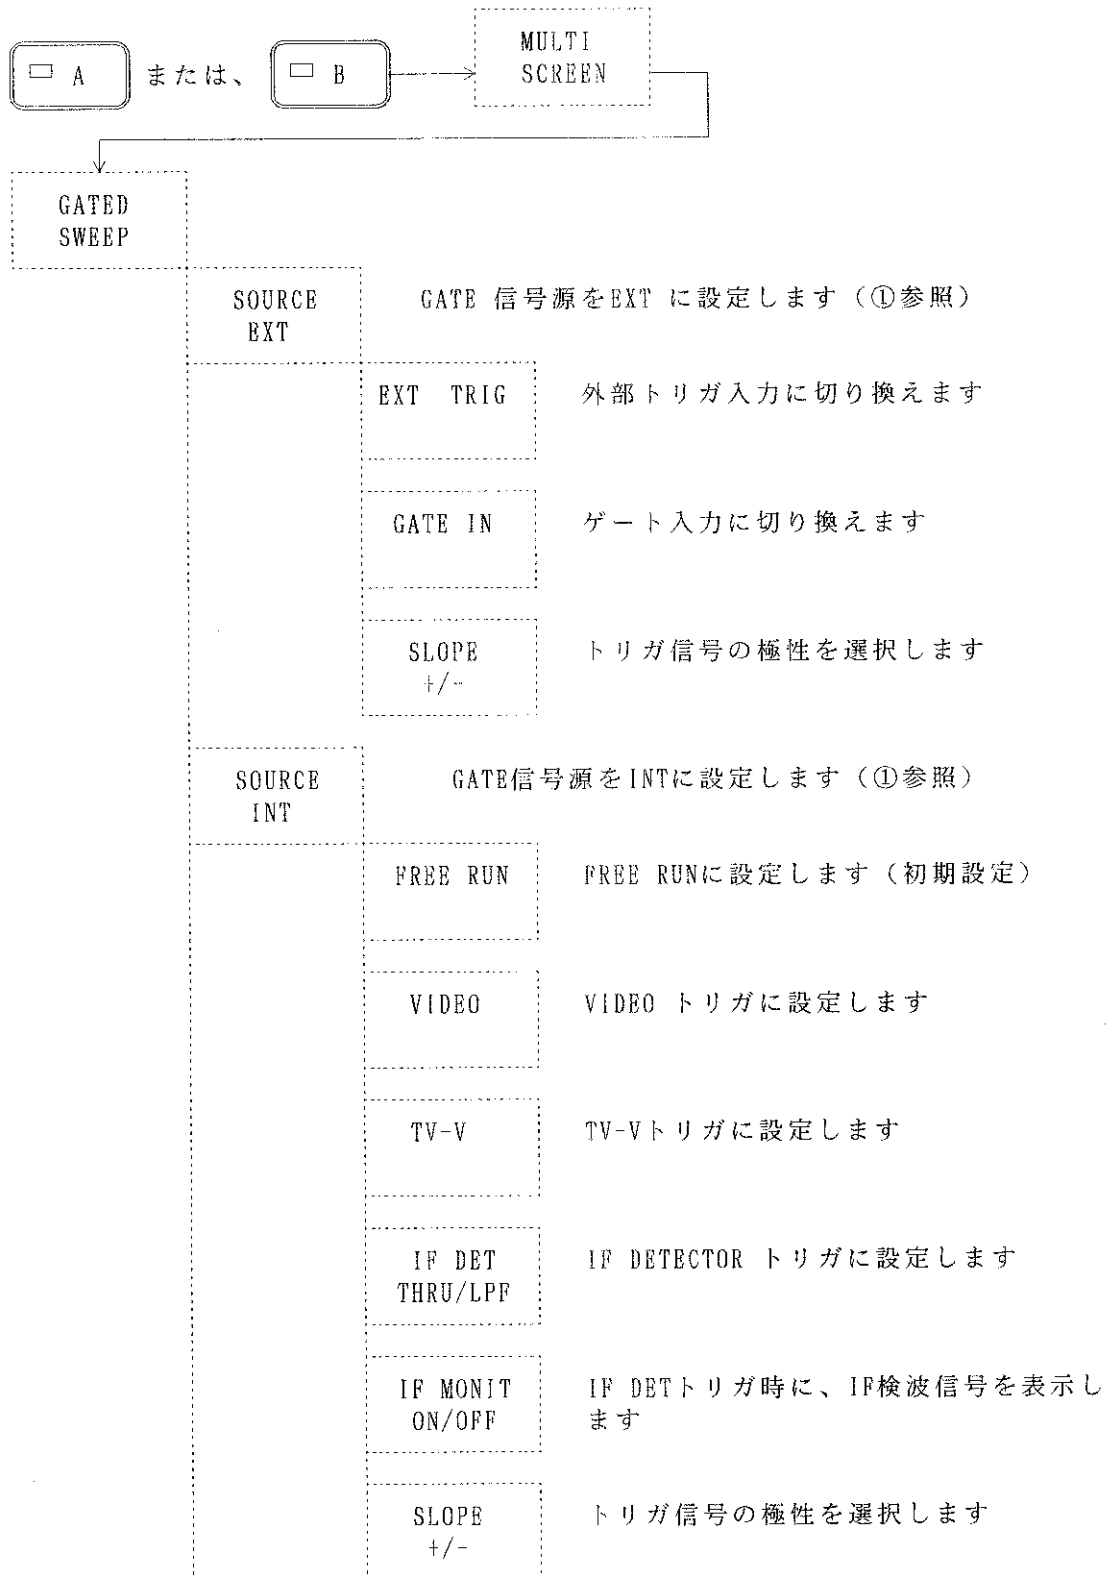 A または、 B
MULTI
SCREEN
GATED
SWEEP
SOURCE
EXT
GATE 信号源をEXT に設定します（①参照）
EXT TRIG 外部トリガ入力に切り換えます
GATE IN ゲート入力に切り換えます
SLOPE
+/-
トリガ信号の極性を選択します
SOURCE
INT
GATE信号源をINTに設定します（①参照）
FREE RUN FREE RUNに設定します（初期設定）
VIDEO VIDEO トリガに設定します
TV-V TV-Vトリガに設定します
IF DET
THRU/LPF
IF DETECTOR トリガに設定します
IF MONIT
ON/OFF
IF DETトリガ時に、IF検波信号を表示し
ます
SLOPE
+/-
トリガ信号の極性を選択します